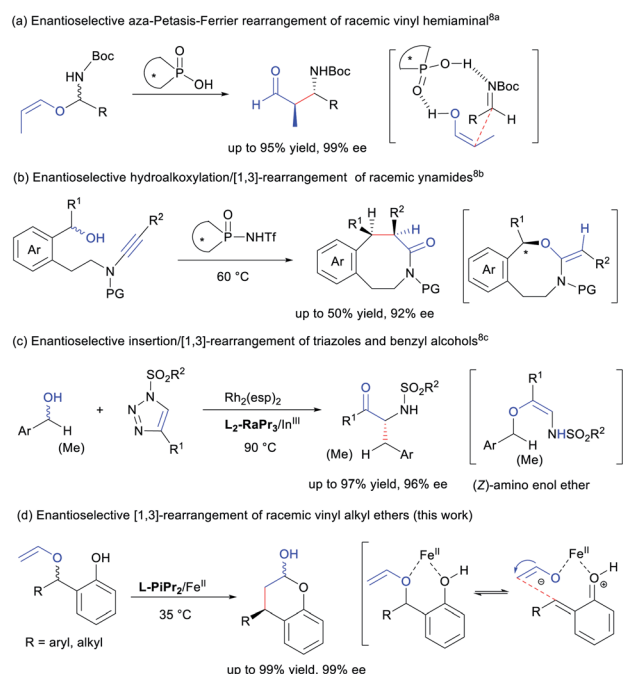 (a) Enantioselective aza-Petasis-Ferrier rearrangement of racemic vinyl hemiaminal8a
HN Boc
O R
* P O OH
O NHBoc
H R
up to 95% yield, 99% ee
* P O H NBoc
O R H
H O
(b) Enantioselective hydroalkoxylation/[1,3]-rearrangement of racemic ynamides8b
R1 OH R2
Ar N PG
* P O NHTf
60 °C
R1 H R2 H O
Ar N PG
up to 50% yield, 92% ee
R1 O H
* R2
Ar N PG
(c) Enantioselective insertion/[1,3]-rearrangement of triazoles and benzyl alcohols8c
OH
Ar H
(Me)
+
SO2R2
N N N
R1
Rh2(esp)2
L2-RaPr3/InIII
90 °C
O SO2R2
R1 NH
(Me)
H Ar
up to 97% yield, 96% ee
R1
O
Ar H NHSO2R2
(Me)
(Z)-amino enol ether
(d) Enantioselective [1,3]-rearrangement of racemic vinyl alkyl ethers (this work)
O OH
R
R = aryl, alkyl
L-PiPr2/FeII
35 °C
OH
O
R
up to 99% yield, 99% ee
FeII
O O H
R
FeII
⊖ O O H
⊕
R